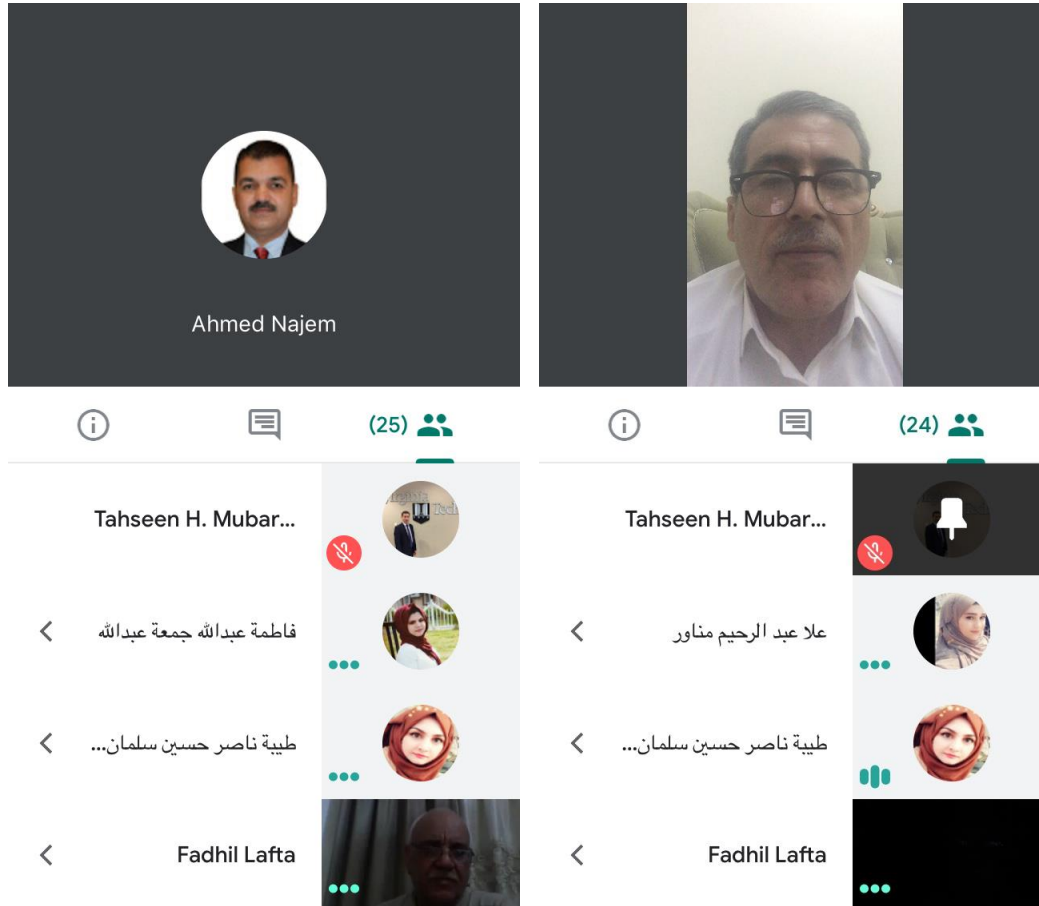 Ahmed Najem
(25)
Tahseen H. Mubar...
فاطمة عبدالله جمعة عبدالله
طيبة ناصر حسين سلمان...
Fadhil Lafta
(24)
Tahseen H. Mubar...
علا عبد الرحيم مناور
طيبة ناصر حسين سلمان...
Fadhil Lafta